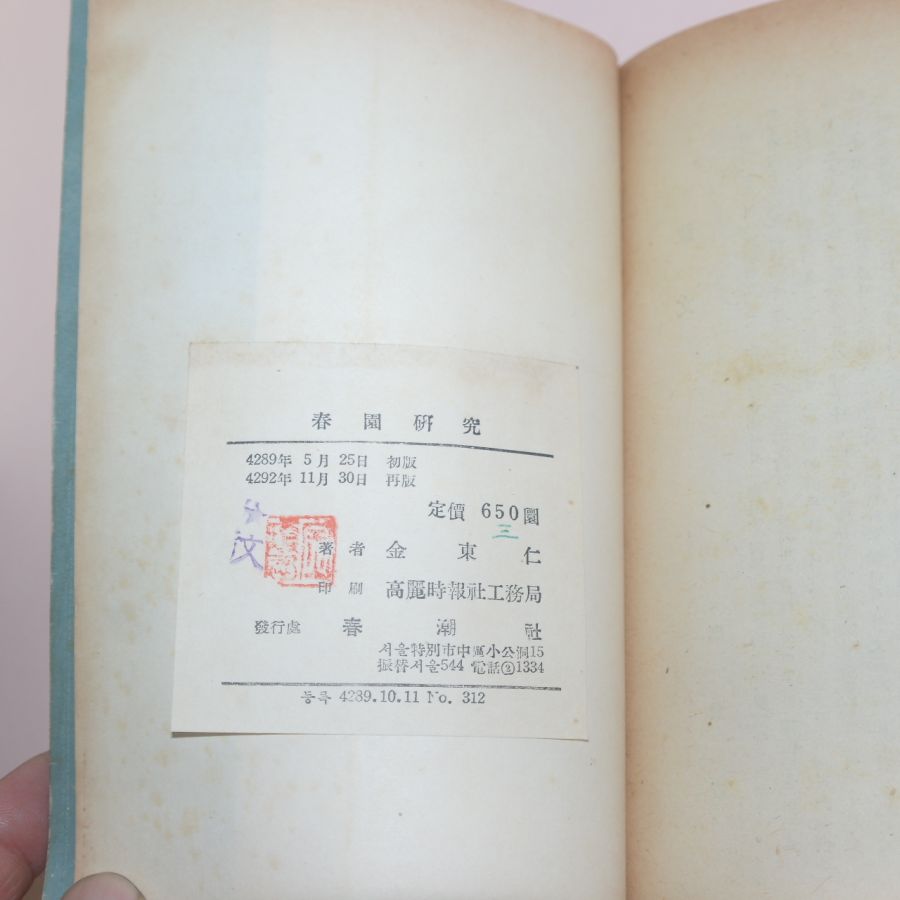 春園硏究
4289年 5月 25日 初版
4292年 11月 30日 再版
定價 650圜
三
著者 金東仁
印刷 高麗時報社工務局
發行處 春潮社
서울特別市中區小公洞15
振替서울544 電話②1334
등록 4289.10.11 No. 312